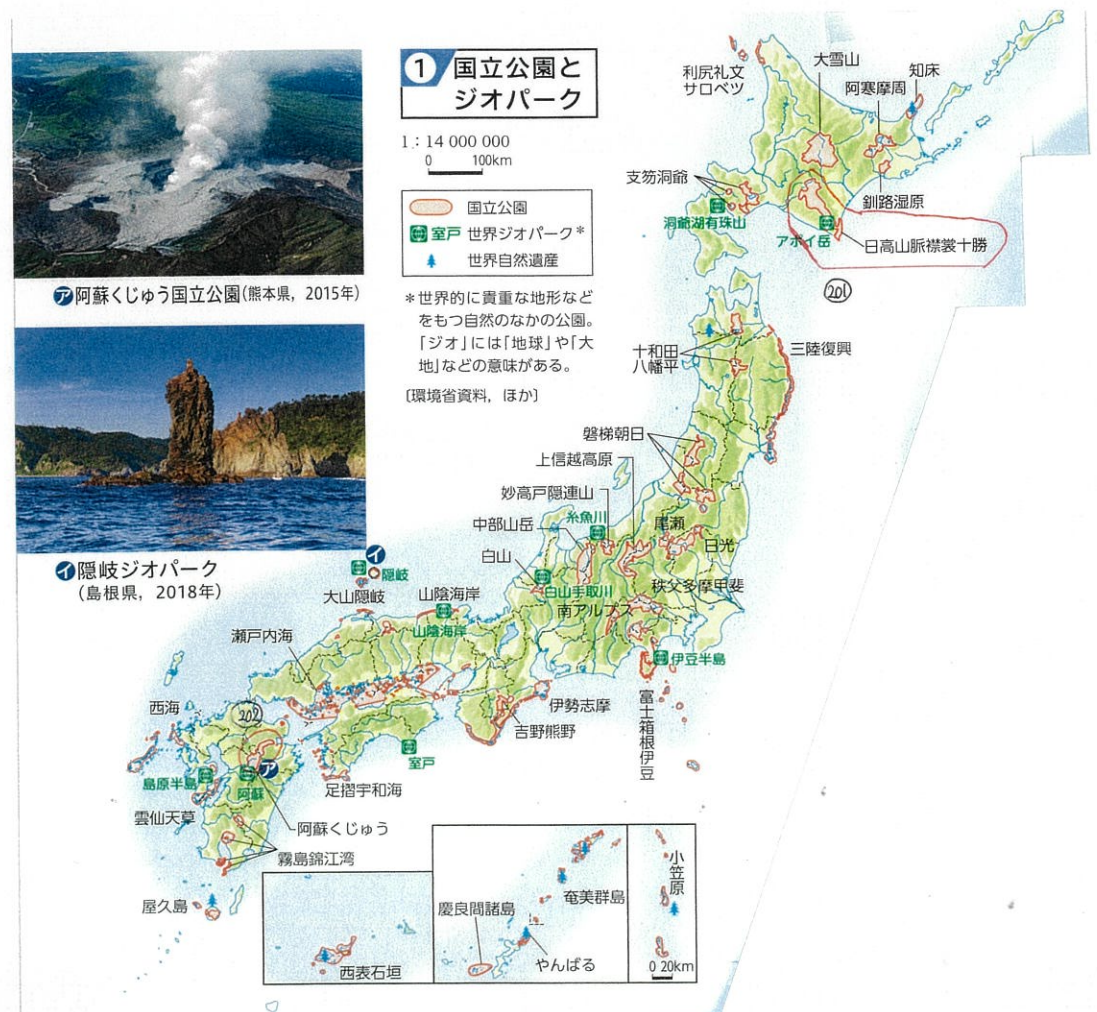 ① 国立公園と
ジオパーク
1：14 000 000
0 100km
国立公園
室戸 世界ジオパーク*
世界自然遺産
*世界的に貴重な地形など
をもつ自然のなかの公園。
「ジオ」には「地球」や「大
地」などの意味がある。
〔環境省資料，ほか〕
ア阿蘇くじゅう国立公園(熊本県，2015年)
イ隠岐ジオパーク
(島根県，2018年)
利尻礼文
サロベツ
大雪山
阿寒摩周
知床
支笏洞爺
洞爺湖有珠山
釧路湿原
アポイ岳
日高山脈襟裳十勝
201
十和田
八幡平
三陸復興
磐梯朝日
上信越高原
妙高戸隠連山
糸魚川
中部山岳
尾瀬
日光
白山
白山手取川
秩父多摩甲斐
南アルプス
イ
隠岐
大山隠岐
山陰海岸
山陰海岸
瀬戸内海
伊豆半島
富士箱根伊豆
伊勢志摩
吉野熊野
西海
202
室戸
島原半島
ア
阿蘇
足摺宇和海
雲仙天草
阿蘇くじゅう
霧島錦江湾
屋久島
西表石垣
慶良間諸島
奄美群島
やんばる
小笠原
0 20km